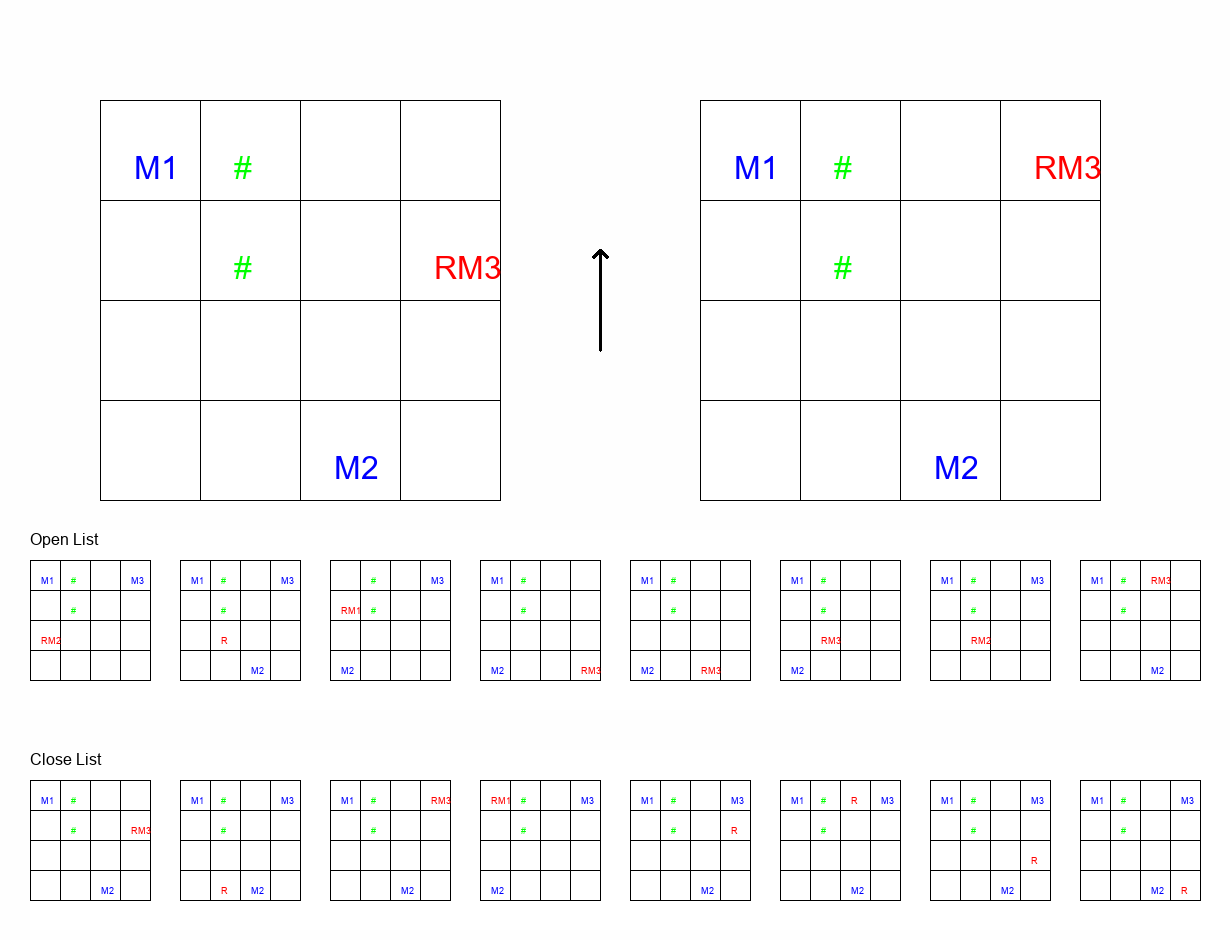 M1 # M1 # RM3
# RM3 #
M2 M2
Open List
M1 # M3 M1 # M3 # M3 M1 # M1 # M1 # M1 # M3 M1 # RM3
# # RM1 # # # # # #
RM2 R RM3 RM2
M2 M2 M2 RM3 M2 RM3 M2 M2
Close List
M1 # M1 # M3 M1 # RM3 RM1 # M3 M1 # M3 M1 # R M3 M1 # M3 M1 # M3
# RM3 # # # # R # # #
R
M2 R M2 M2 M2 M2 M2 M2 M2 R